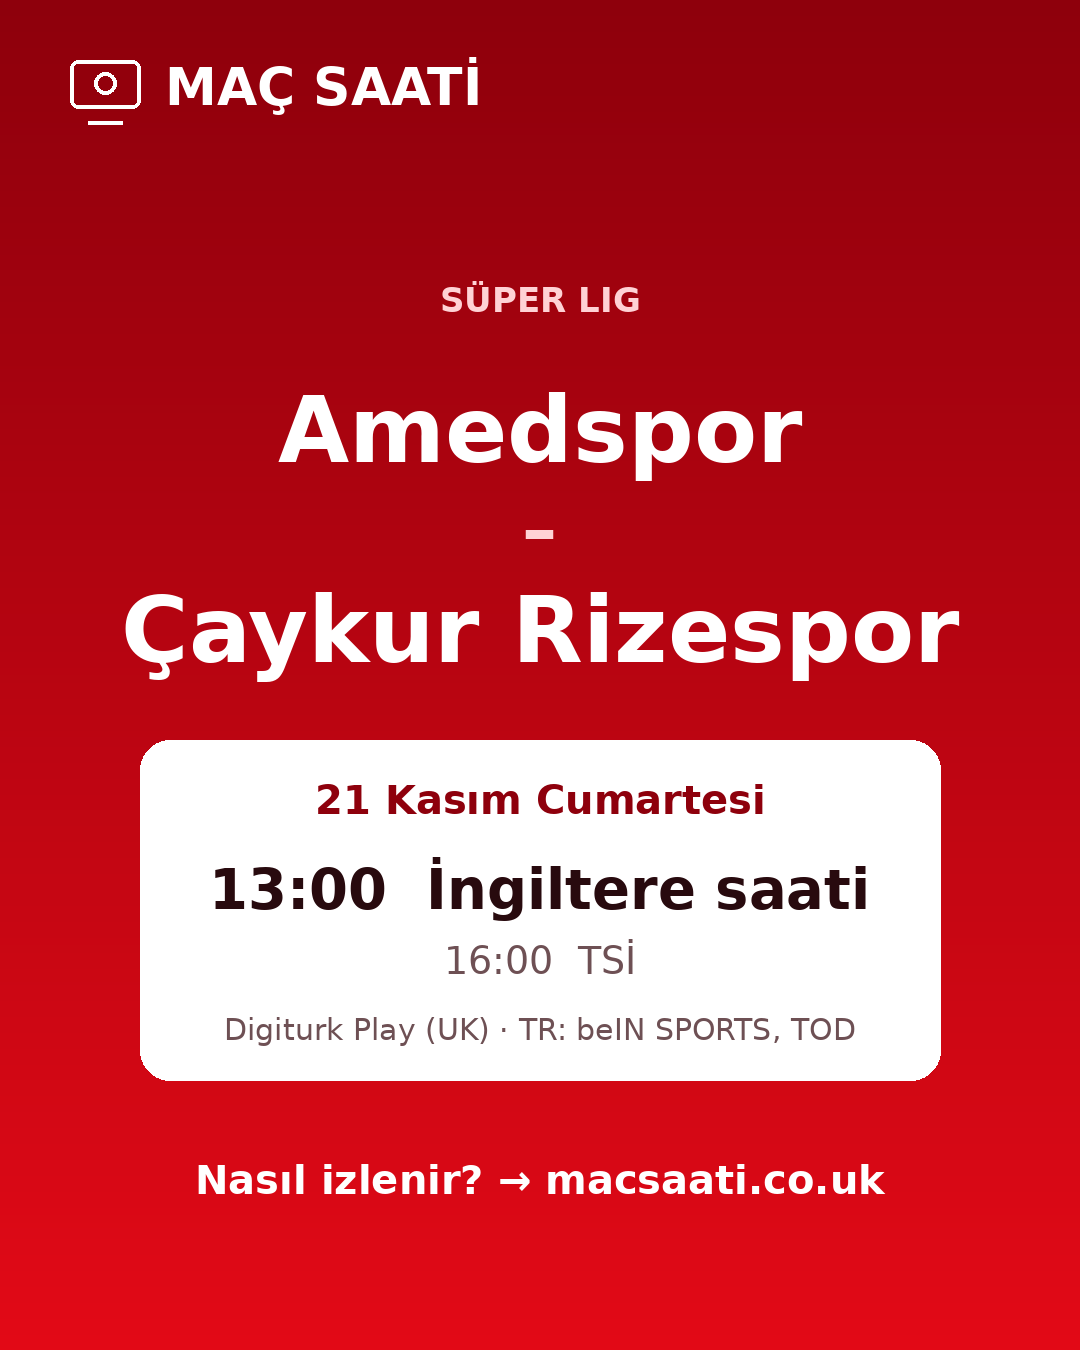 MAÇ SAATİ
SÜPER LIG
Amedspor
–
Çaykur Rizespor
21 Kasım Cumartesi
13:00 İngiltere saati
16:00 TSİ
Digiturk Play (UK) · TR: beIN SPORTS, TOD
Nasıl izlenir? → macsaati.co.uk